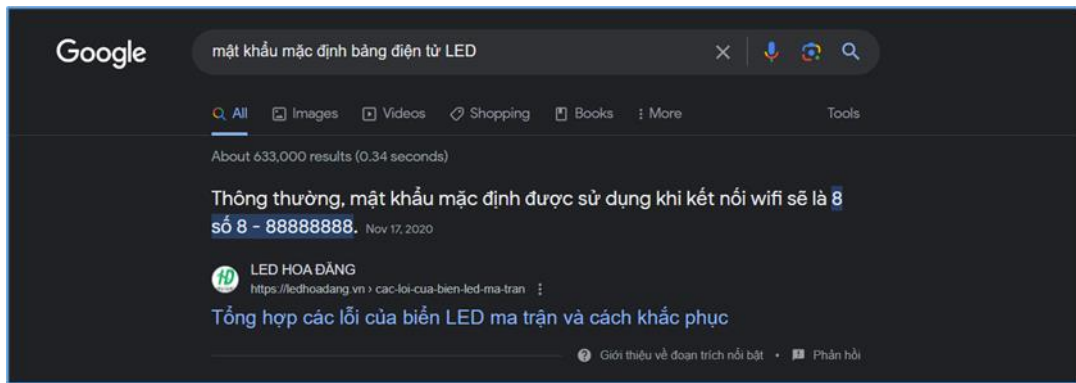 Google
mật khẩu mặc định bảng điện tử LED
All Images Videos Shopping Books More Tools
About 633,000 results (0.34 seconds)
Thông thường, mật khẩu mặc định được sử dụng khi kết nối wifi sẽ là 8
số 8 - 88888888. Nov 17, 2020
LED HOA ĐĂNG
https://ledhoadang.vn › cac-loi-cua-bien-led-ma-tran
Tổng hợp các lỗi của biển LED ma trận và cách khắc phục
Giới thiệu về đoạn trích nổi bật • Phản hồi